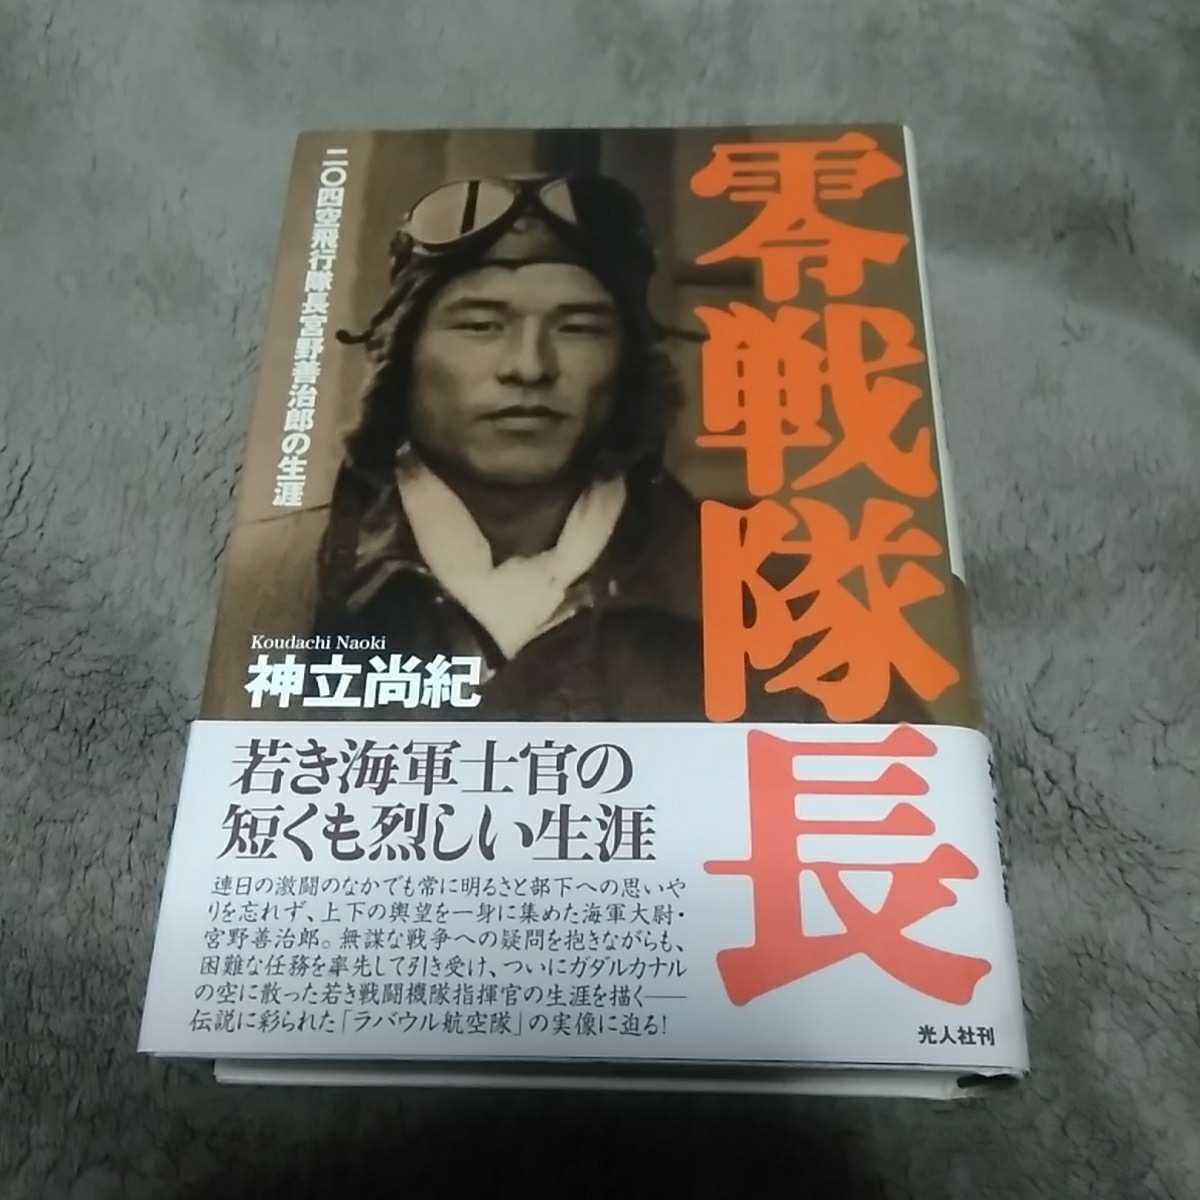 零戦隊長
二〇四空飛行隊長宮野善治郎の生涯
Koudachi Naoki
神立尚紀
若き海軍士官の
短くも烈しい生涯
連日の激闘のなかでも常に明るさと部下への思いや
りを忘れず、上下の輿望を一身に集めた海軍大尉・
宮野善治郎。無謀な戦争への疑問を抱きながらも、
困難な任務を率先して引き受け、ついにガダルカナル
の空に散った若き戦闘機隊指揮官の生涯を描く――
伝説に彩られた「ラバウル航空隊」の実像に迫る!
光人社刊